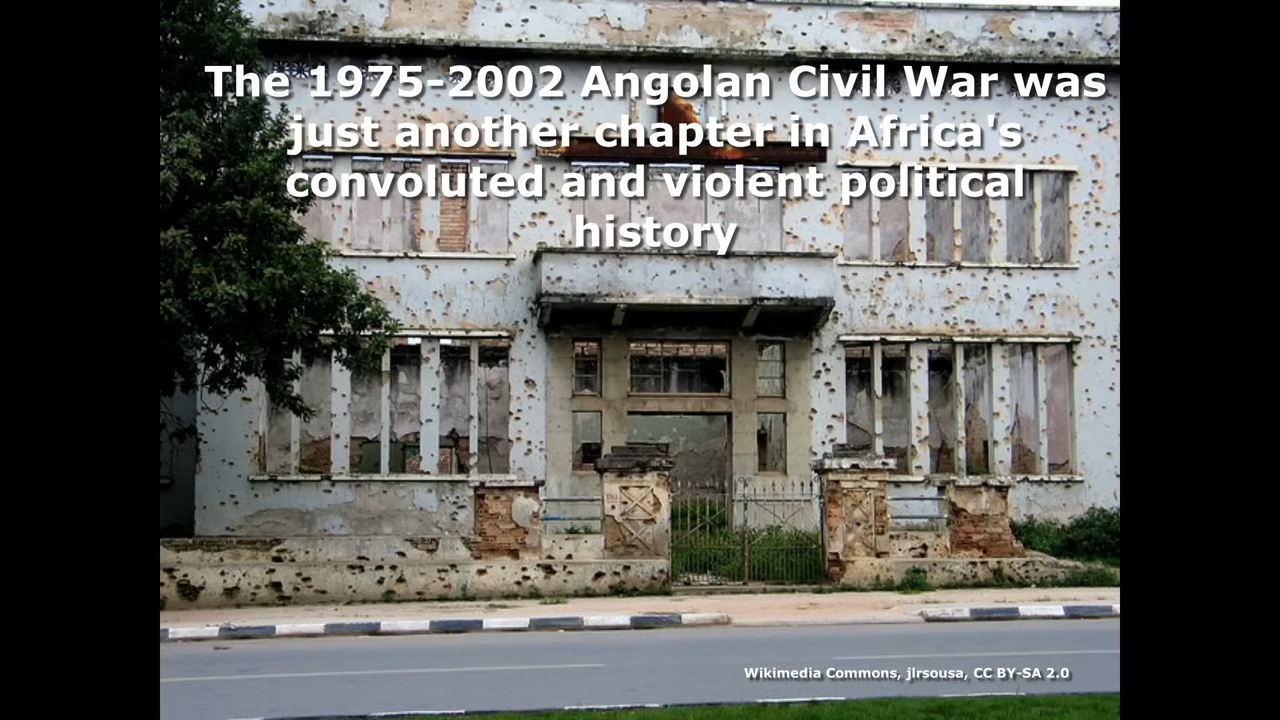 The 1975-2002 Angolan Civil War was
just another chapter in Africa's
convoluted and violent political
history
Wikimedia Commons, jlrsousa, CC BY-SA 2.0